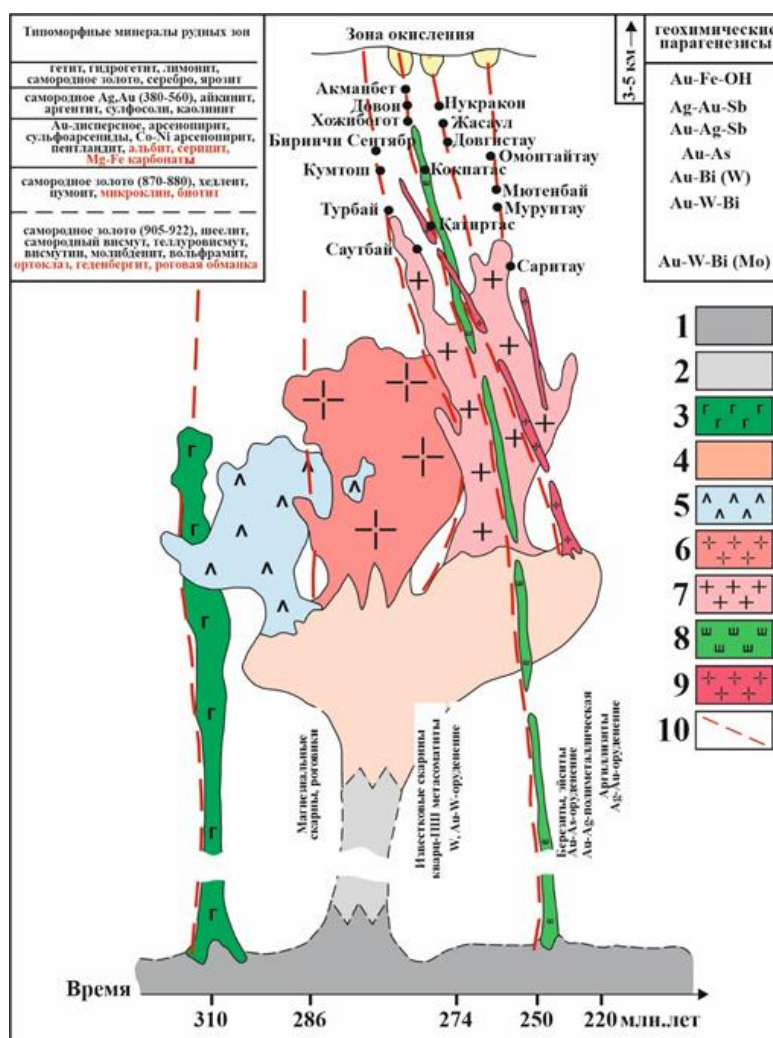 Типоморфные минералы рудных зон
гетит, гидрогетит, лимонит,
самородное золото, серебро, ярозит
самородное Ag,Au (380-560), айкинит,
аргентит, сулфосоли, каолинит
Au-дисперсное, арсенопирит,
сульфоарсениды, Co-Ni арсенопирит,
пентландит, альбит, серицит,
Mg-Fe карбонаты
самородное золото (870-880), хедлеит,
цумоит, микроклин, биотит
самородное золото (905-922), шеелит,
самородный висмут, теллуровисмут,
висмутин, молибденит, вольфрамит,
ортоклаз, геденбергит, роговая обманка
Зона окисления
3-5 км
геохимические
парагенезисы
Au-Fe-OH
Ag-Au-Sb
Au-Ag-Sb
Au-As
Au-Bi (W)
Au-W-Bi
Au-W-Bi (Mo)
Акманбет
Довон
Хожибогот
Биринчи Сентябр
Кумтош
Турбай
Саутбай
Нукракон
Жасаул
Довгистау
Омонтайтау
Кокпатас
Мютенбай
Мурунтау
Катиртас
Саритау
1
2
3
4
5
6
7
8
9
10
Магнезиальные
скарны, роговики
Известковые скарнины
кварц-ПШ метасоматиты
W, Au-W-оруденение
Березиты, эйситы
Au-As-оруденение
Au-Ag-полиметаллическая
Аргиллизиты
Ag-Au-оруденение
Время
310 286 274 250 220 млн.лет